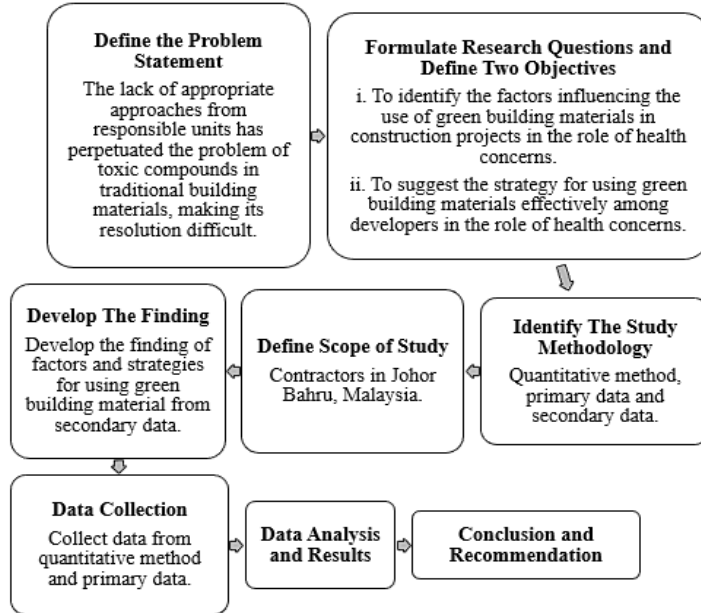 Define the Problem
Statement
The lack of appropriate
approaches from
responsible units has
perpetuated the problem of
toxic compounds in
traditional building
materials, making its
resolution difficult.
Formulate Research Questions and
Define Two Objectives
i. To identify the factors influencing the
use of green building materials in
construction projects in the role of health
concerns.
ii. To suggest the strategy for using green
building materials effectively among
developers in the role of health concerns.
Identify The Study
Methodology
Quantitative method,
primary data and
secondary data.
Define Scope of Study
Contractors in Johor
Bahru, Malaysia.
Develop The Finding
Develop the finding of
factors and strategies
for using green
building material from
secondary data.
Data Collection
Collect data from
quantitative method
and primary data.
Data Analysis
and Results
Conclusion and
Recommendation